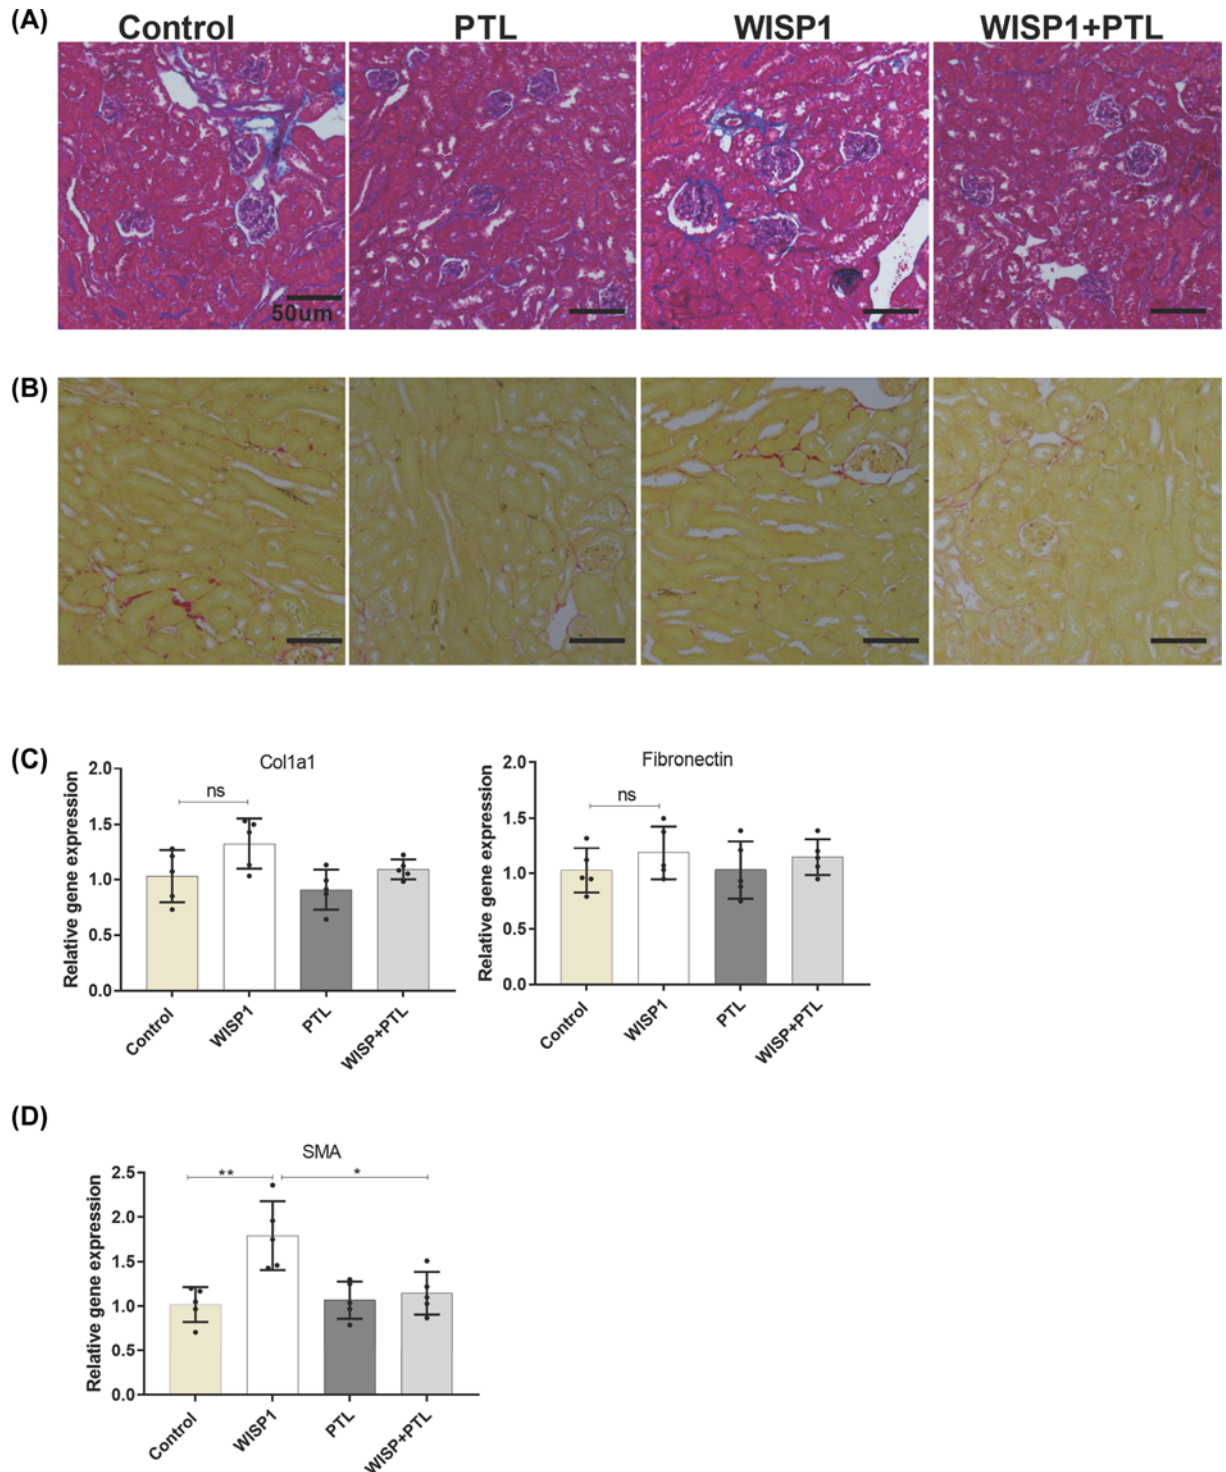 (A)
Control PTL WISP1 WISP1+PTL
50um
(B)
(C)
Col1a1
Relative gene expression
2.0
1.5
1.0
0.5
0.0
ns
Control WISP1 PTL WISP+PTL
Fibronectin
Relative gene expression
2.0
1.5
1.0
0.5
0.0
ns
Control WISP1 PTL WISP+PTL
(D)
SMA
Relative gene expression
2.5
2.0
1.5
1.0
0.5
0.0
** *
Control WISP1 PTL WISP+PTL